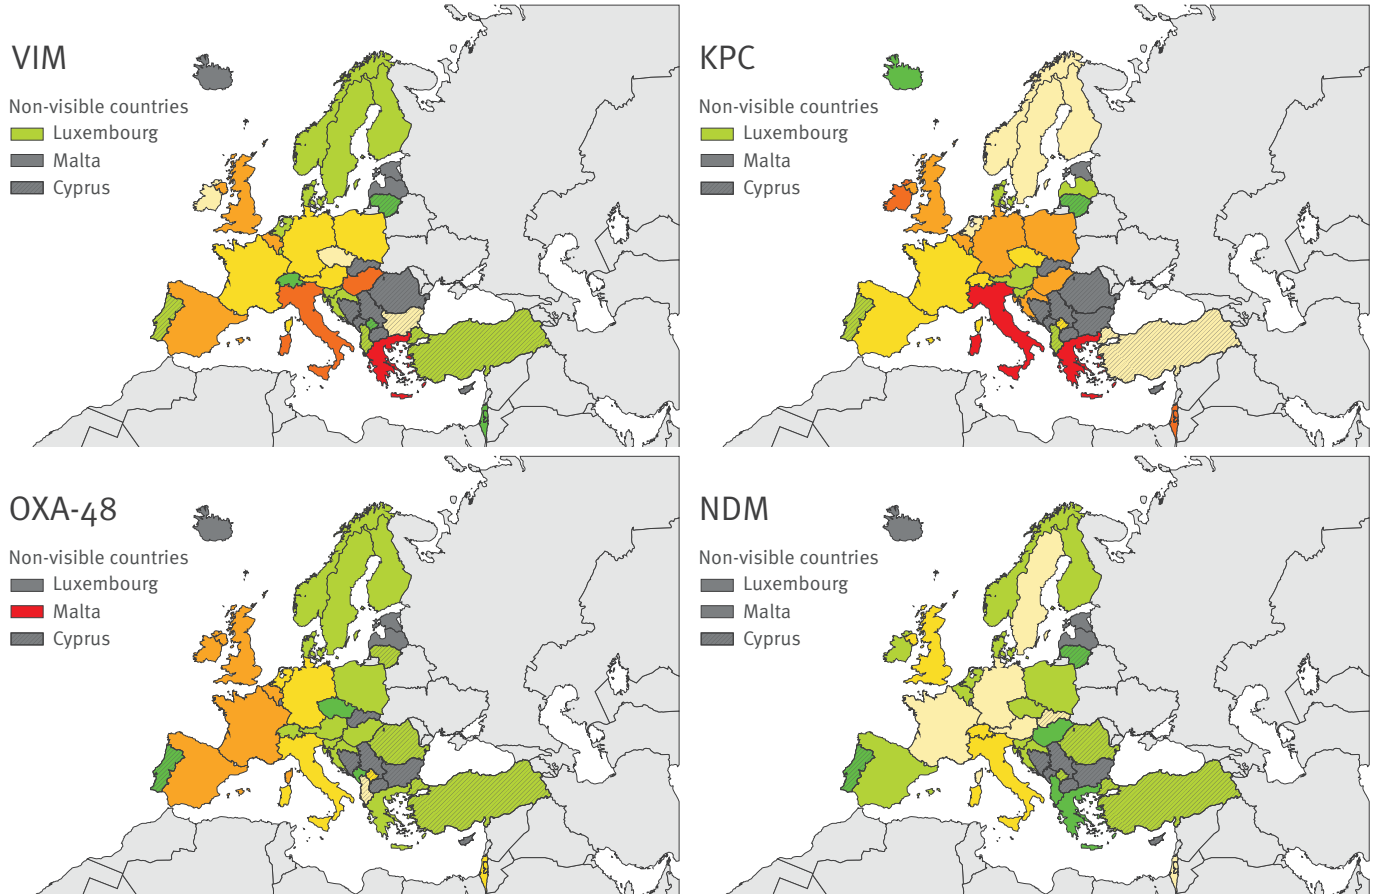 VIM
Non-visible countries
Luxembourg
Malta
Cyprus
KPC
Non-visible countries
Luxembourg
Malta
Cyprus
OXA-48
Non-visible countries
Luxembourg
Malta
Cyprus
NDM
Non-visible countries
Luxembourg
Malta
Cyprus